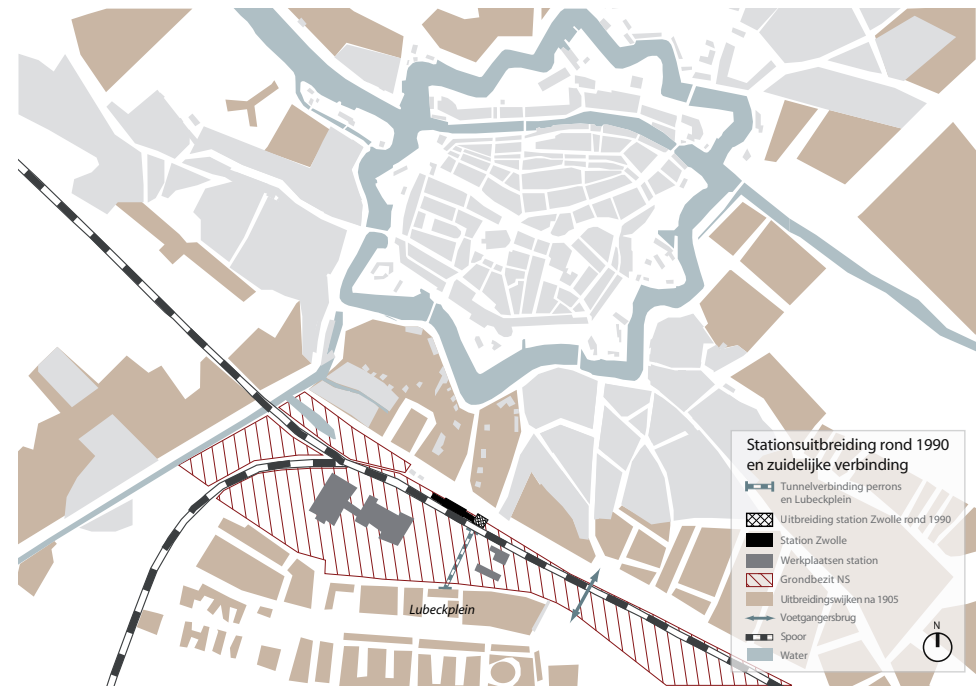 Stationsuitbreiding rond 1990
en zuidelijke verbinding
Tunnelverbinding perrons
en Lubeckplein
Uitbreiding station Zwolle rond 1990
Station Zwolle
Werkplaatsen station
Grondbezit NS
Uitbreidingswijken na 1905
Voetgangersbrug
Spoor
Water
N
Lubeckplein